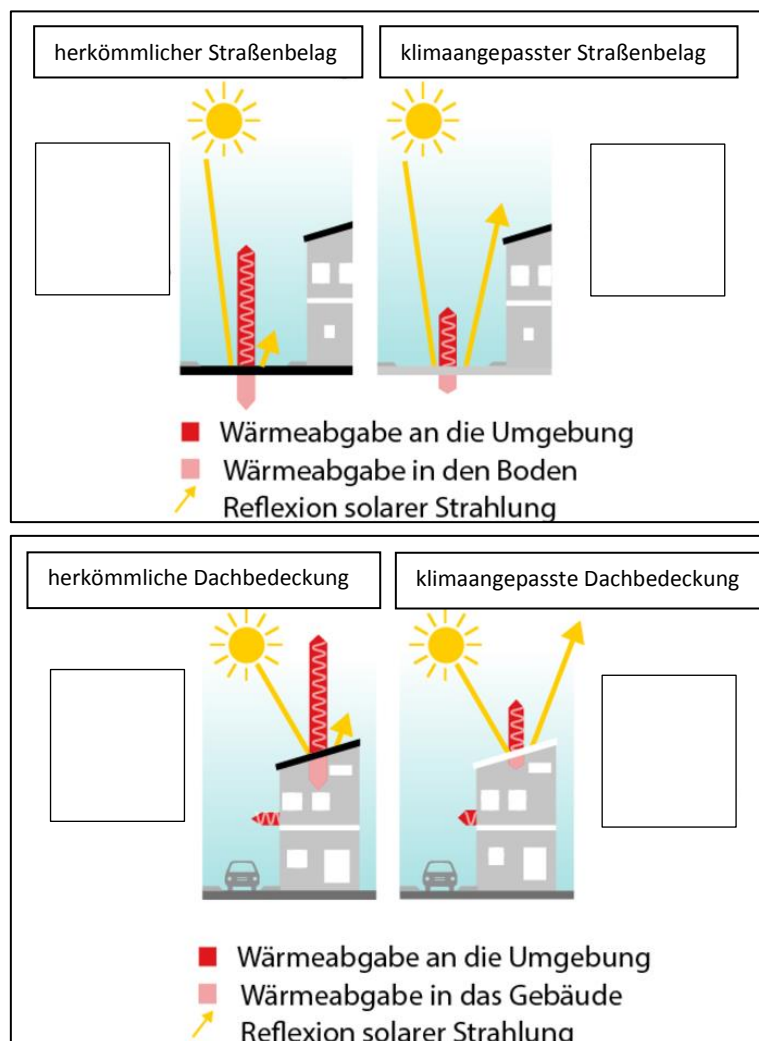 herkömmlicher Straßenbelag
klimaangepasster Straßenbelag
Wärmeabgabe an die Umgebung
Wärmeabgabe in den Boden
Reflexion solarer Strahlung
herkömmliche Dachbedeckung
klimaangepasste Dachbedeckung
Wärmeabgabe an die Umgebung
Wärmeabgabe in das Gebäude
Reflexion solarer Strahlung